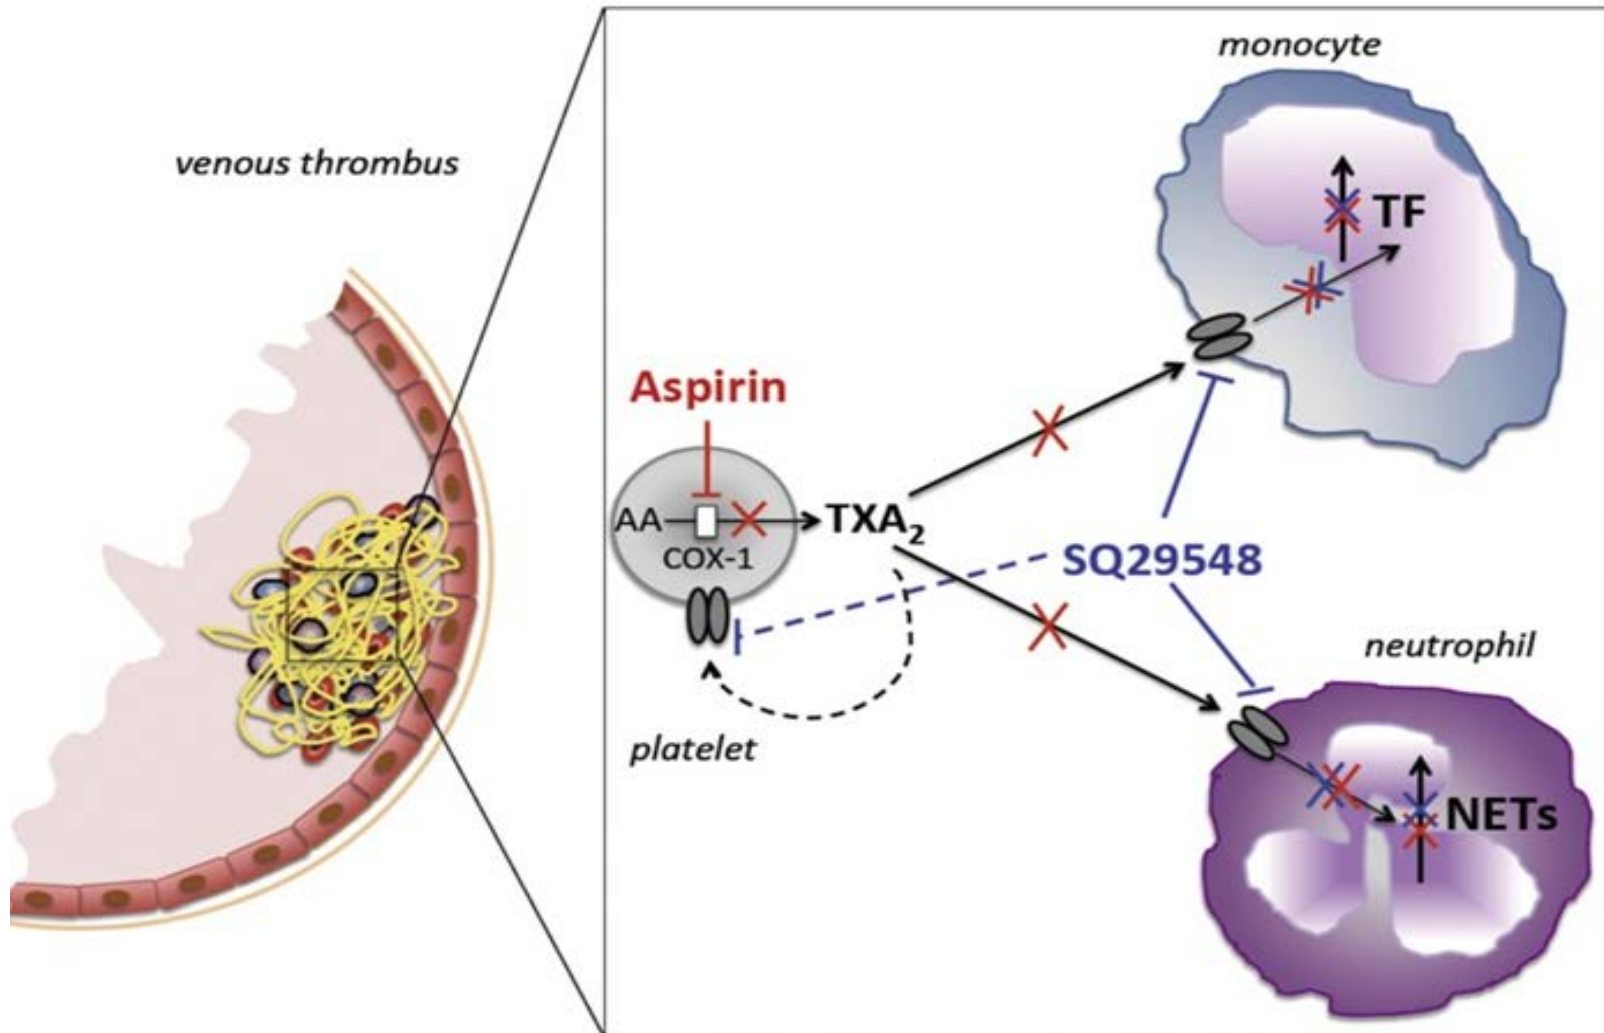 monocyte
venous thrombus
TF
Aspirin
AA
TXA₂
COX-1
SQ29548
neutrophil
platelet
NETs